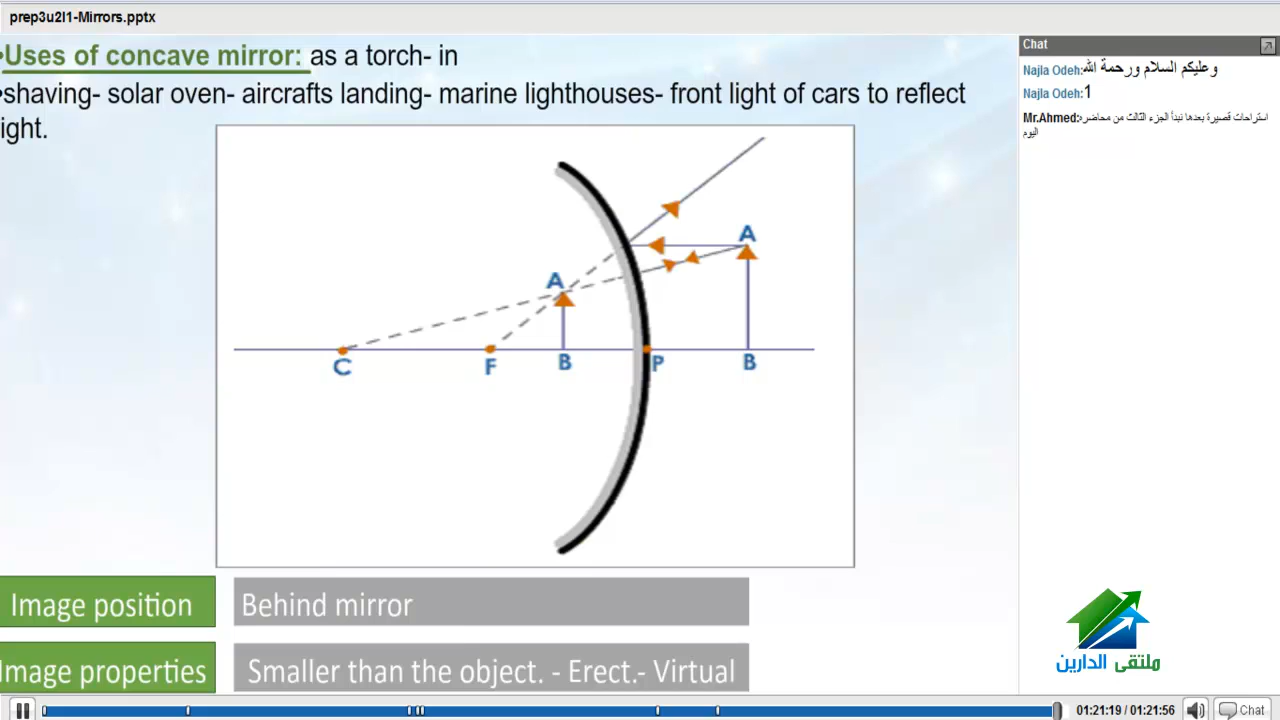 prep3u2l1-Mirrors.pptx
•Uses of concave mirror: as a torch- in
•shaving- solar oven- aircrafts landing- marine lighthouses- front light of cars to reflect
ight.
A
A
C
F
B
P
B
Image position
Behind mirror
Image properties
Smaller than the object. - Erect.- Virtual
Chat
Najla Odeh:وعليكم السلام ورحمة الله
Najla Odeh:1
Mr.Ahmed:استراحات قصيرة بعدها نبدأ الجزء الثالث من محاضره
اليوم
ملتقى الدارين
01:21:19 / 01:21:56
Chat